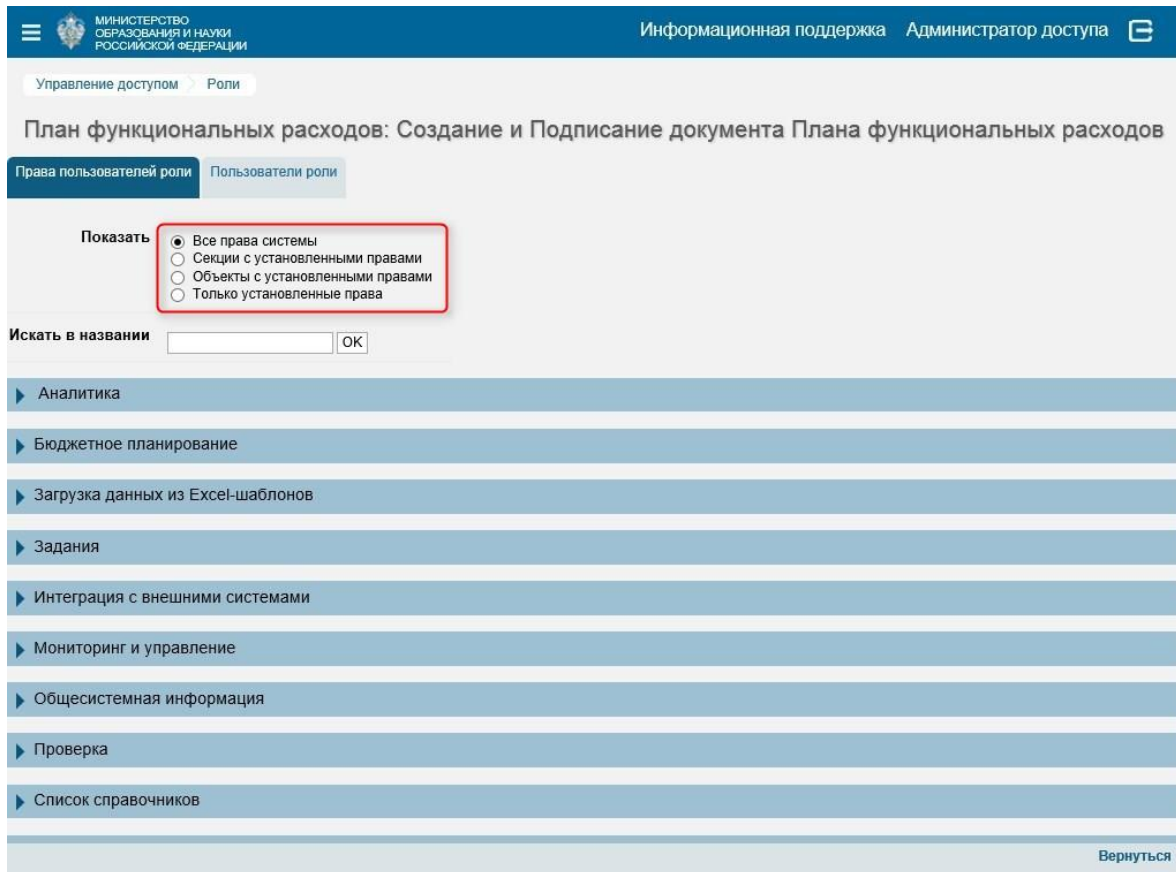 МИНИСТЕРСТВО
ОБРАЗОВАНИЯ И НАУКИ
РОССИЙСКОЙ ФЕДЕРАЦИИ
Информационная поддержка Администратор доступа
Управление доступом Роли
План функциональных расходов: Создание и Подписание документа Плана функциональных расходов
Права пользователей роли Пользователи роли
Показать
Все права системы
Секции с установленными правами
Объекты с установленными правами
Только установленные права
Искать в названии OK
Аналитика
Бюджетное планирование
Загрузка данных из Excel-шаблонов
Задания
Интеграция с внешними системами
Мониторинг и управление
Общесистемная информация
Проверка
Список справочников
Вернуться